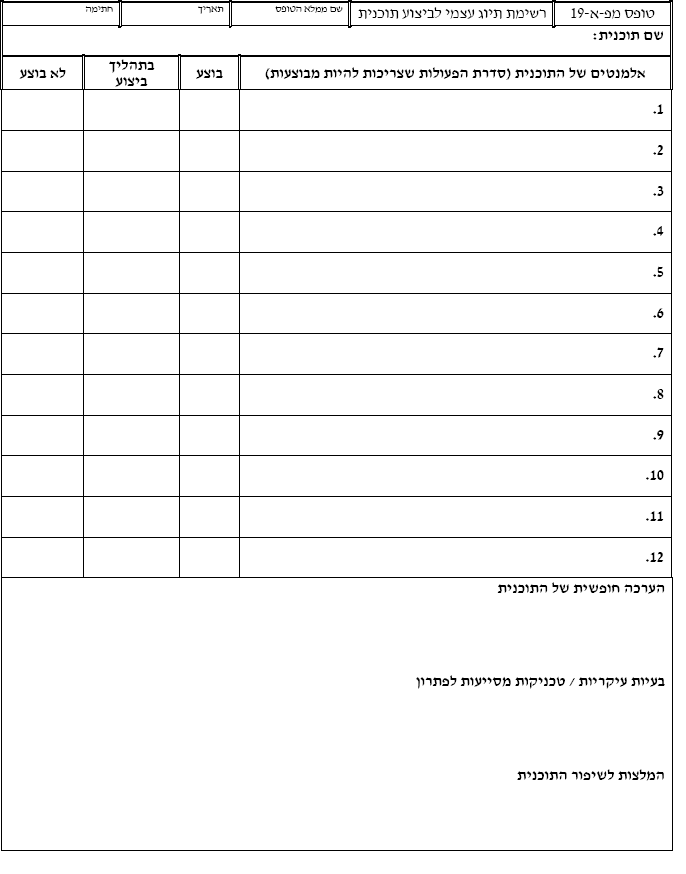 טופס מפ-א-19 רשימת תיוג עצמי לביצוע תוכנית שם ממלא הטופס תאריך חתימה
שם תוכנית:
אלמנטים של התוכנית (סדרת הפעולות שצריכות להיות מבוצעות) בוצע בתהליך ביצוע לא בוצע
1.
2.
3.
4.
5.
6.
7.
8.
9.
10.
11.
12.
הערכה חופשית של התוכנית
בעיות עיקריות / טכניקות מסייעות לפתרון
המלצות לשיפור התוכנית